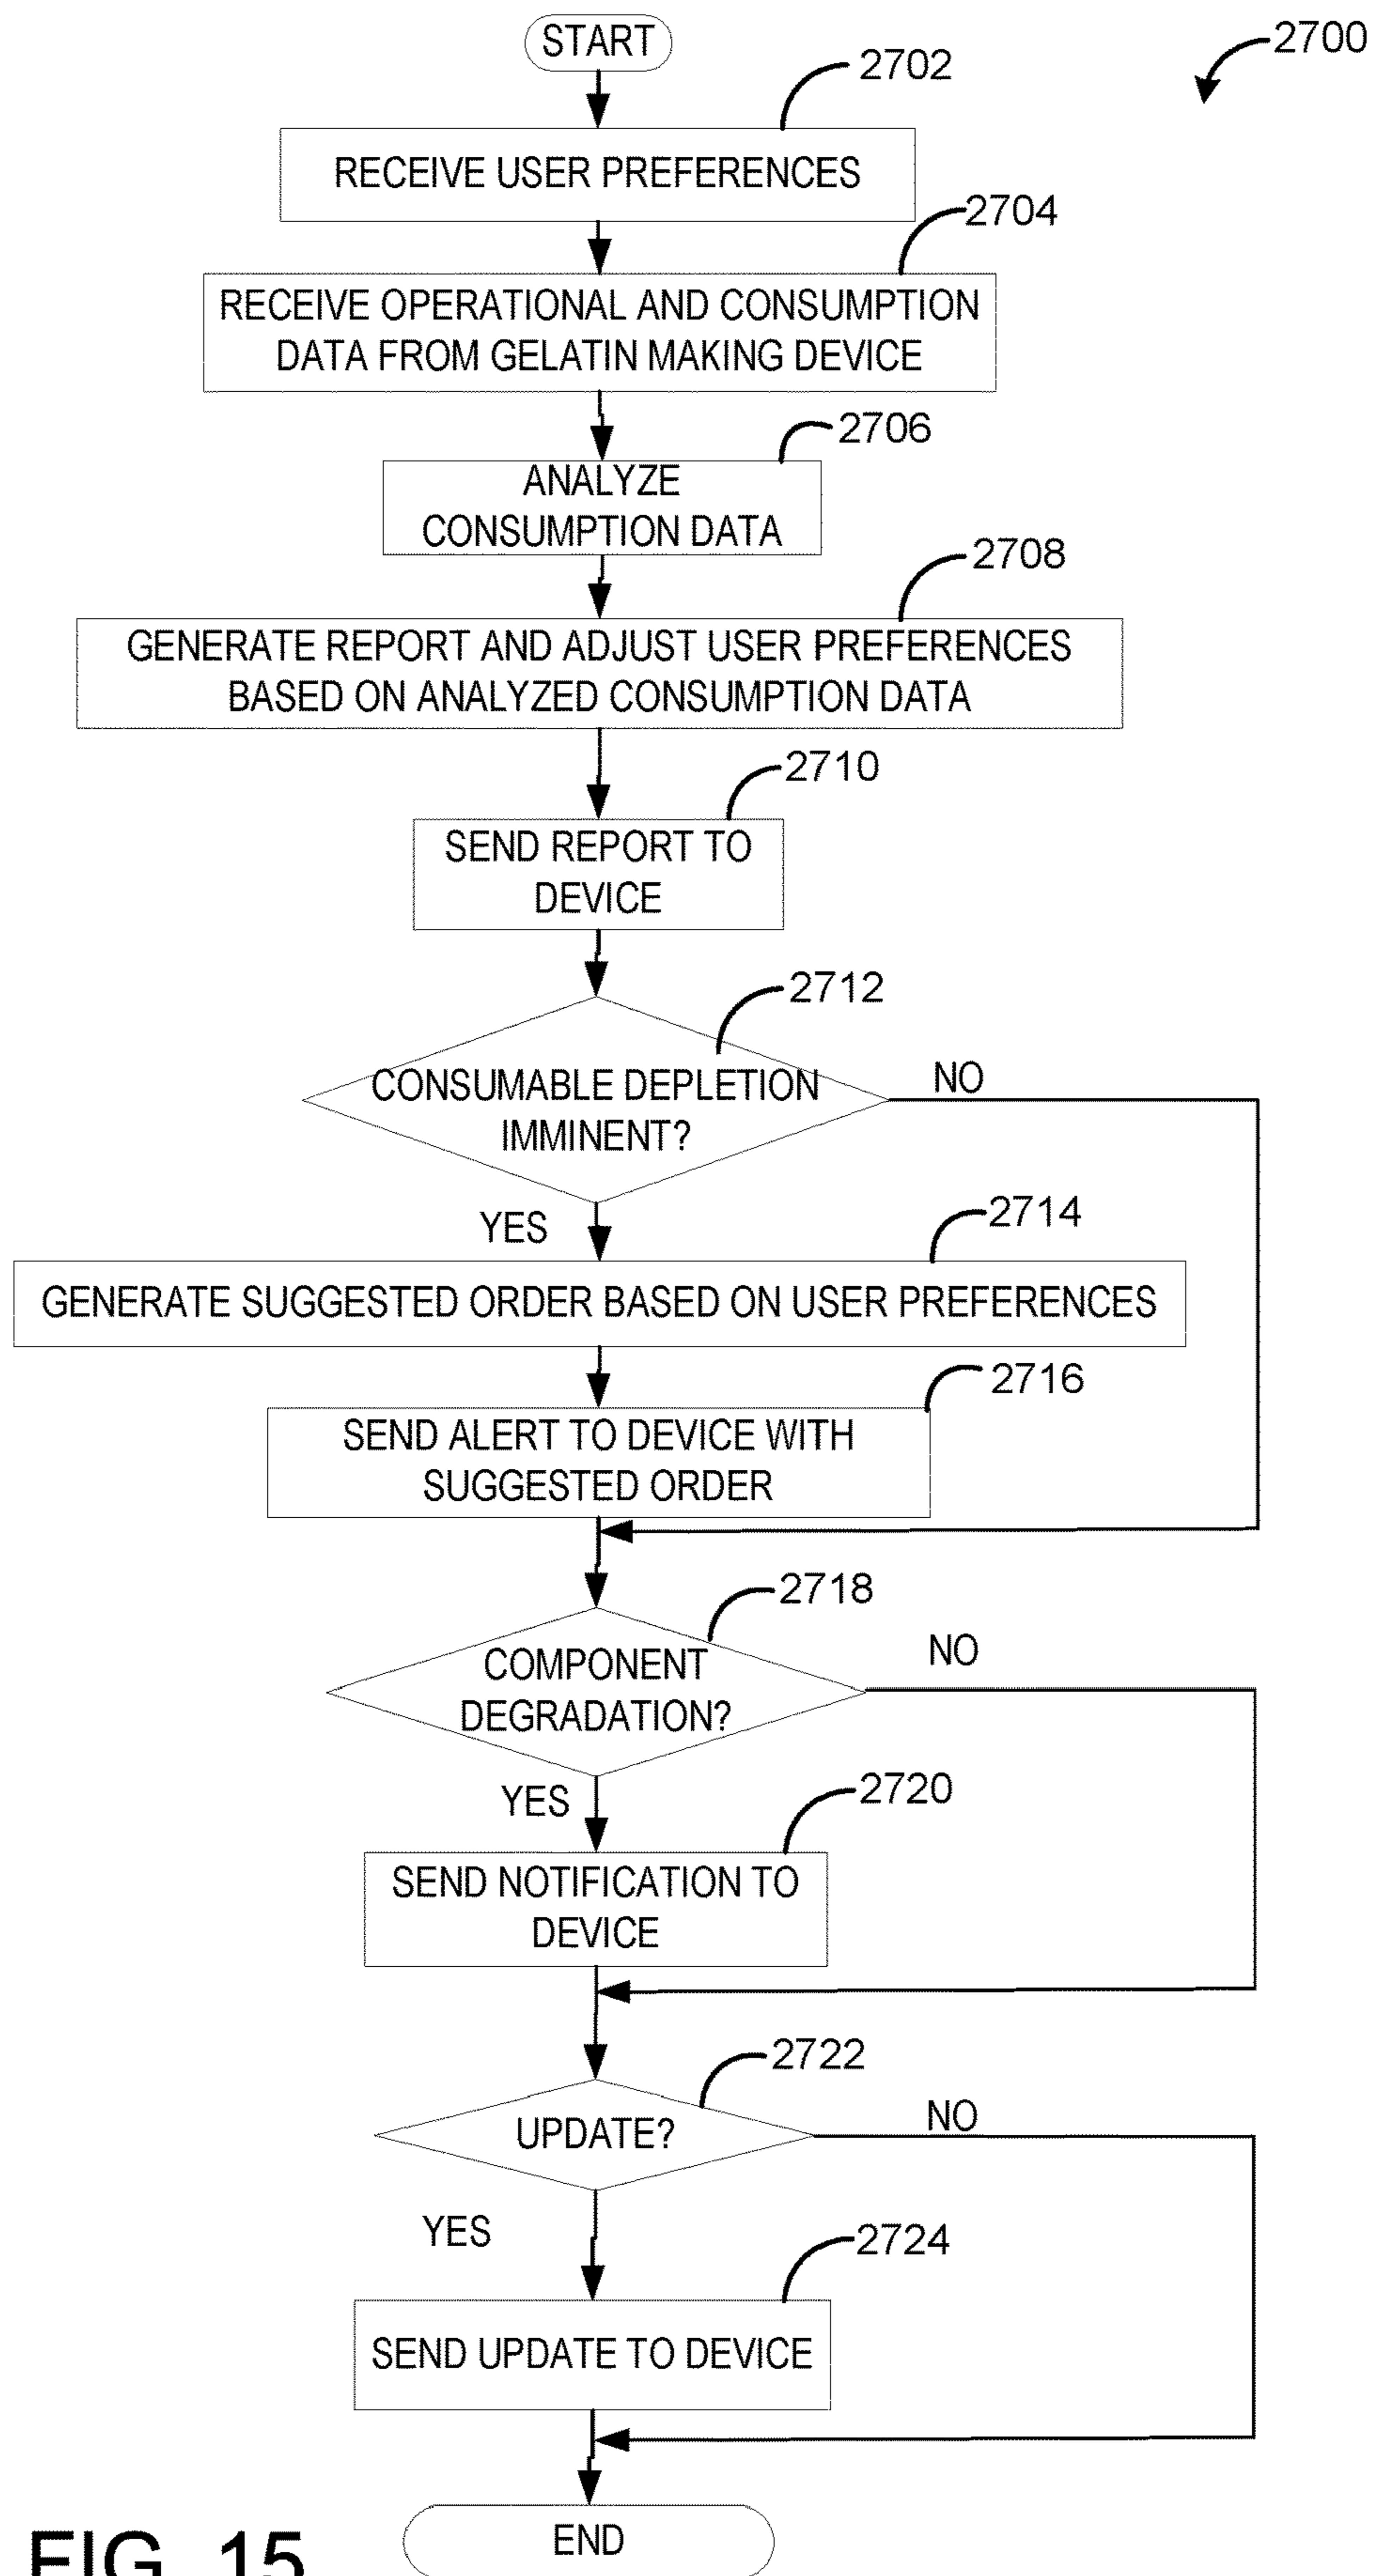 START
2700
2702
RECEIVE USER PREFERENCES
2704
RECEIVE OPERATIONAL AND CONSUMPTION
DATA FROM GELATIN MAKING DEVICE
2706
ANALYZE
CONSUMPTION DATA
2708
GENERATE REPORT AND ADJUST USER PREFERENCES
BASED ON ANALYZED CONSUMPTION DATA
2710
SEND REPORT TO
DEVICE
2712
CONSUMABLE DEPLETION
IMMINENT?
NO
YES
2714
GENERATE SUGGESTED ORDER BASED ON USER PREFERENCES
2716
SEND ALERT TO DEVICE WITH
SUGGESTED ORDER
2718
COMPONENT
DEGRADATION?
NO
YES
2720
SEND NOTIFICATION TO
DEVICE
2722
UPDATE?
NO
YES
2724
SEND UPDATE TO DEVICE
END
FIG. 15